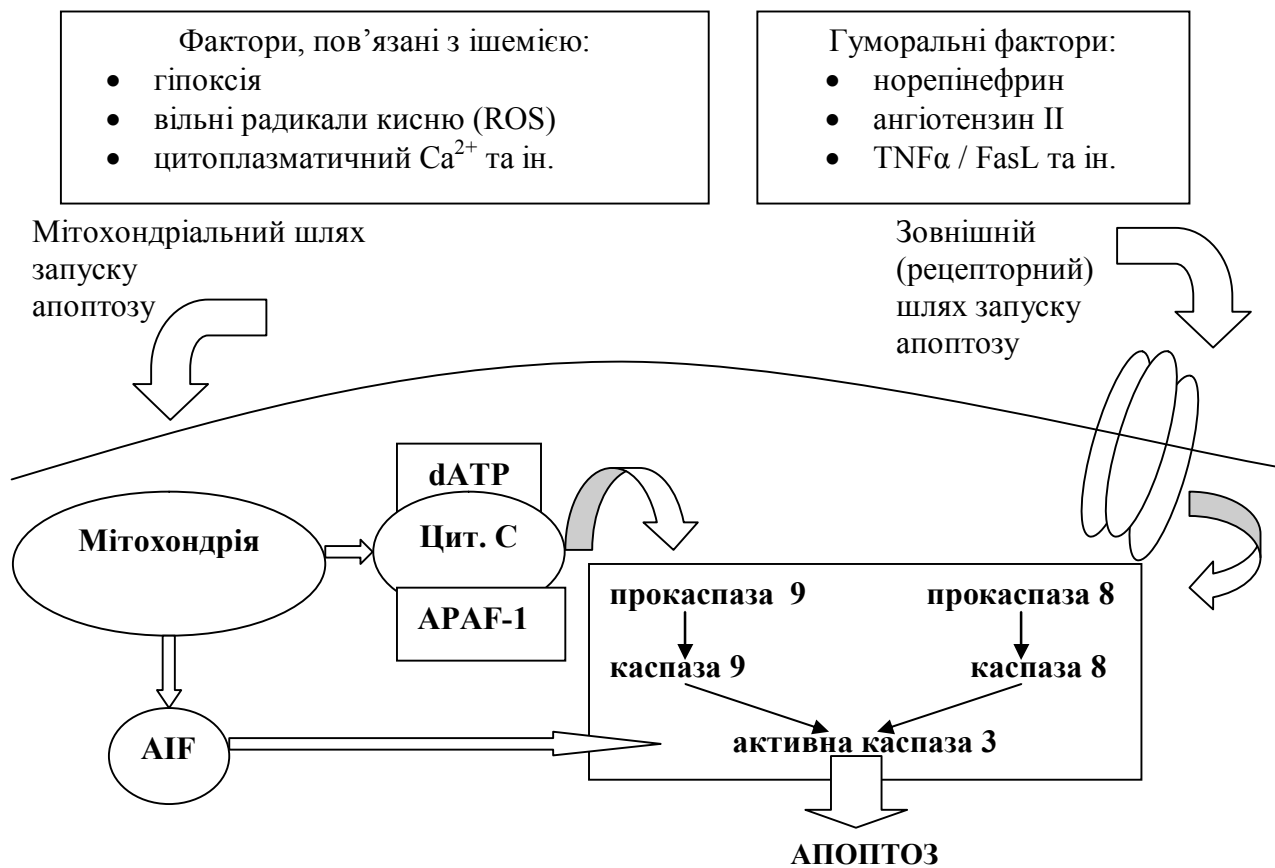 Фактори, пов’язані з ішемією:
• гіпоксія
• вільні радикали кисню (ROS)
• цитоплазматичний Ca²⁺ та ін.
Гуморальні фактори:
• норепінефрин
• ангіотензин II
• TNFα / FasL та ін.
Мітохондріальний шлях
запуску
апоптозу
Зовнішній
(рецепторний)
шлях запуску
апоптозу
dATP
Цит. С
APAF-1
Мітохондрія
AIF
прокаспаза 9
прокаспаза 8
каспаза 9
каспаза 8
активна каспаза 3
АПОПТОЗ